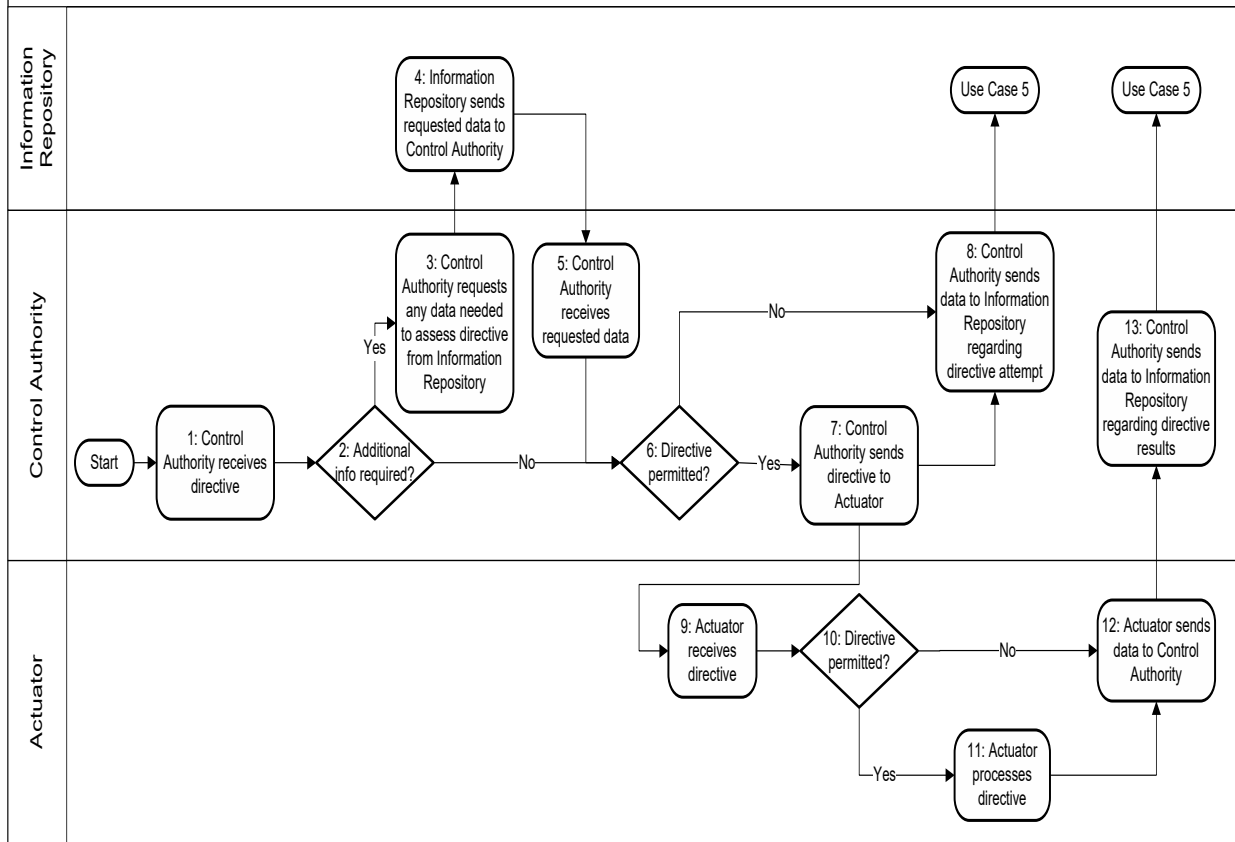 Information
Repository
4: Information
Repository sends
requested data to
Control Authority
Use Case 5
Use Case 5
Control Authority
Start
1: Control
Authority receives
directive
2: Additional
info required?
Yes
3: Control
Authority requests
any data needed
to assess directive
from Information
Repository
5: Control
Authority
receives
requested data
No
6: Directive
permitted?
No
Yes
7: Control
Authority sends
directive to
Actuator
8: Control
Authority sends
data to Information
Repository
regarding
directive attempt
13: Control
Authority sends
data to Information
Repository
regarding directive
results
Actuator
9: Actuator
receives
directive
10: Directive
permitted?
No
Yes
11: Actuator
processes
directive
12: Actuator sends
data to Control
Authority